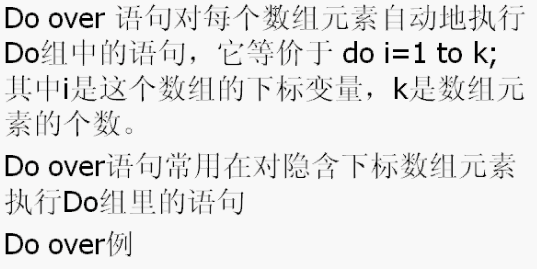 Do over 语句对每个数组元素自动地执行
Do组中的语句，它等价于 do i=1 to k;
其中i是这个数组的下标变量，k是数组元
素的个数。
Do over语句常用在对隐含下标数组元素
执行Do组里的语句
Do over例